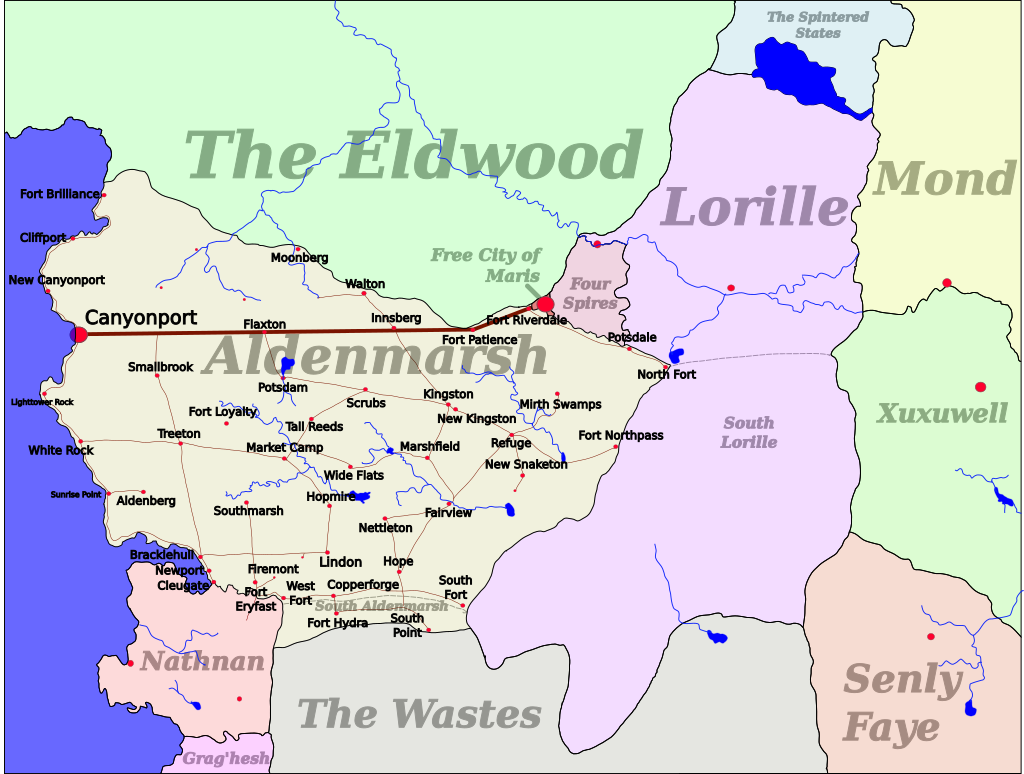 The Spintered
States
The Eldwood
Mond
Fort Brilliance
Lorille
Cliffport
Moonberg
Free City of
Maris
New Canyonport
Walton
Four
Spires
Canyonport
Flaxton
Innsberg
Fort Riverdale
Fort Patience
Potsdale
Aldenmarsh
Smallbrook
North Fort
Potsdam
Lighttower Rock
Scrubs
Kingston
Mirth Swamps
Fort Loyalty
New Kingston
Xuxuwell
Tall Reeds
South
Lorille
Treeton
Fort Northpass
White Rock
Market Camp
Marshfield
Refuge
New Snaketon
Wide Flats
Sunrise Point
Aldenberg
Hopmire
Southmarsh
Fairview
Nettleton
Bracklehull
Lindon
Hope
Newport
Firemont
Cleugate
Fort
Eryfast
West
Fort
Copperforge
South
Fort
South Aldenmarsh
Fort Hydra
South
Point
Nathnan
Senly
Faye
The Wastes
Grag'hesh